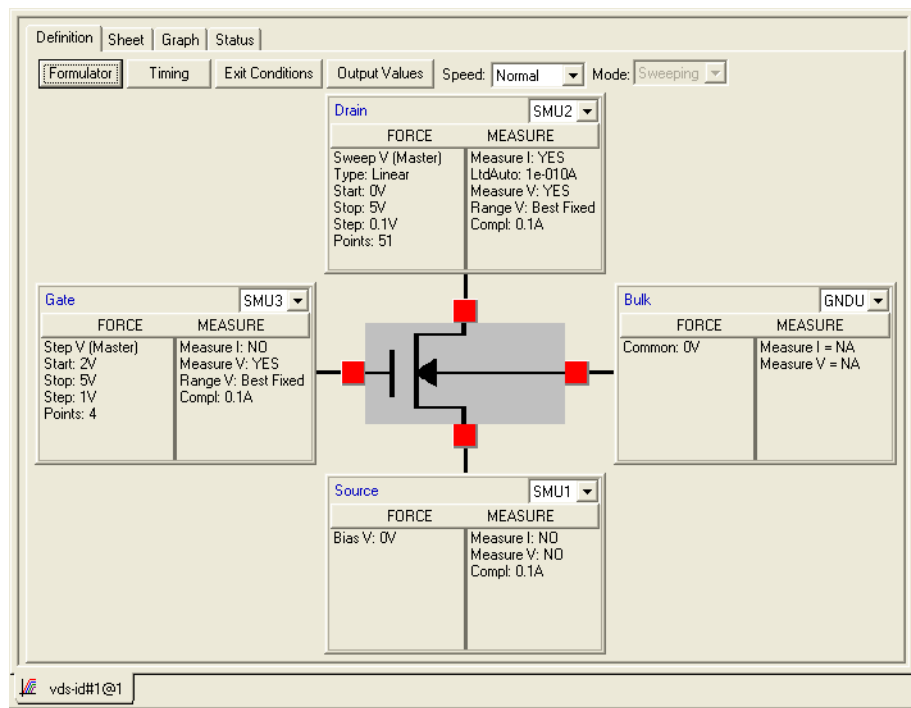 Definition Sheet Graph Status
Formulator Timing Exit Conditions Output Values Speed: Normal Mode: Sweeping
Drain SMU2
FORCE MEASURE
Sweep V (Master) Measure I: YES
Type: Linear LtdAuto: 1e-010A
Start: 0V Measure V: YES
Stop: 5V Range V: Best Fixed
Step: 0.1V Compl: 0.1A
Points: 51
Gate SMU3
FORCE MEASURE
Step V (Master) Measure I: NO
Start: 2V Measure V: YES
Stop: 5V Range V: Best Fixed
Step: 1V Compl: 0.1A
Points: 4
Bulk GNDU
FORCE MEASURE
Common: 0V Measure I = NA
Measure V = NA
Source SMU1
FORCE MEASURE
Bias V: 0V Measure I: NO
Measure V: NO
Compl: 0.1A
vds-id#1@1